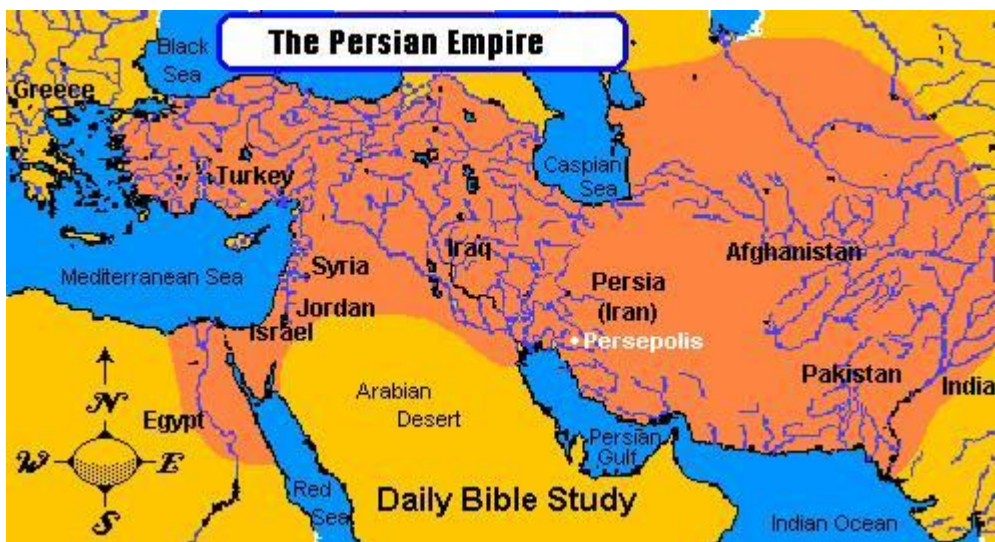 The Persian Empire
Black
Sea
Greece
Caspian
Sea
Turkey
Iraq
Afghanistan
Syria
Mediterranean Sea
Persia
(Iran)
Jordan
Israel
Persepolis
Pakistan
India
Arabian
Desert
N
Egypt
Persian
Gulf
W
E
Red
Sea
Daily Bible Study
S
Indian Ocean